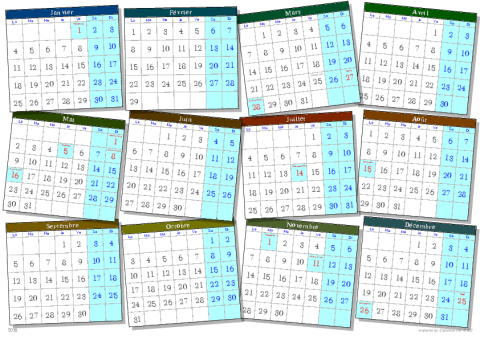 Janvier
Lu Ma Me Je Ve Sa Di
1 2 3
4 5 6 7 8 9 10
11 12 13 14 15 16 17
18 19 20 21 22 23 24
25 26 27 28 29 30 31
Février
Lu Ma Me Je Ve Sa Di
1 2 3 4 5 6 7
8 9 10 11 12 13 14
15 16 17 18 19 20 21
22 23 24 25 26 27 28
29
Mars
Lu Ma Me Je Ve Sa Di
1 2 3 4 5 6
7 8 9 10 11 12 13
14 15 16 17 18 19 20
21 22 23 24 25 26 27
28 29 30 31
Avril
Lu Ma Me Je Ve Sa Di
1 2 3
4 5 6 7 8 9 10
11 12 13 14 15 16 17
18 19 20 21 22 23 24
25 26 27 28 29 30
Mai
Lu Ma Me Je Ve Sa Di
1
2 3 4 5 6 7 8
9 10 11 12 13 14 15
16 17 18 19 20 21 22
23 24 25 26 27 28 29
30 31
Juin
Lu Ma Me Je Ve Sa Di
1 2 3 4 5
6 7 8 9 10 11 12
13 14 15 16 17 18 19
20 21 22 23 24 25 26
27 28 29 30
Juillet
Lu Ma Me Je Ve Sa Di
1 2 3
4 5 6 7 8 9 10
11 12 13 14 15 16 17
18 19 20 21 22 23 24
25 26 27 28 29 30 31
Août
Lu Ma Me Je Ve Sa Di
1 2 3 4 5 6 7
8 9 10 11 12 13 14
15 16 17 18 19 20 21
22 23 24 25 26 27 28
29 30 31
Septembre
Lu Ma Me Je Ve Sa Di
1 2 3 4
5 6 7 8 9 10 11
12 13 14 15 16 17 18
19 20 21 22 23 24 25
26 27 28 29 30
Octobre
Lu Ma Me Je Ve Sa Di
1 2
3 4 5 6 7 8 9
10 11 12 13 14 15 16
17 18 19 20 21 22 23
24 25 26 27 28 29 30
31
Novembre
Lu Ma Me Je Ve Sa Di
1 2 3 4 5 6
7 8 9 10 11 12 13
14 15 16 17 18 19 20
21 22 23 24 25 26 27
28 29 30
Décembre
Lu Ma Me Je Ve Sa Di
1 2 3 4
5 6 7 8 9 10 11
12 13 14 15 16 17 18
19 20 21 22 23 24 25
26 27 28 29 30 31